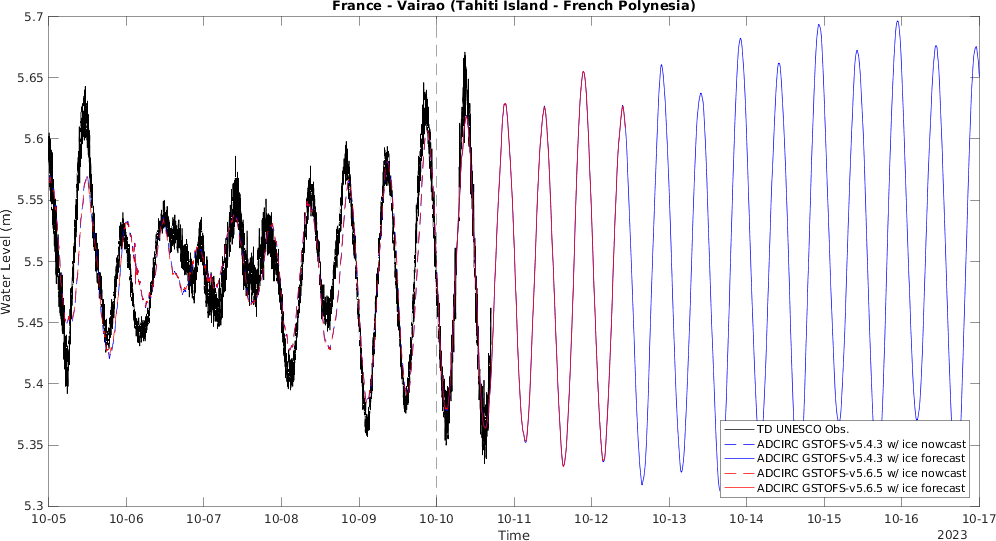 France - Vairao (Tahiti Island - French Polynesia)
5.7
5.65
5.6
5.55
5.5
5.45
5.4
5.35
5.3
Water Level (m)
TD UNESCO Obs.
ADCIRC GSTOFS-v5.4.3 w/ ice nowcast
ADCIRC GSTOFS-v5.4.3 w/ ice forecast
ADCIRC GSTOFS-v5.6.5 w/ ice nowcast
ADCIRC GSTOFS-v5.6.5 w/ ice forecast
10-05 10-06 10-07 10-08 10-09 10-10 10-11 10-12 10-13 10-14 10-15 10-16 10-17
Time
2023